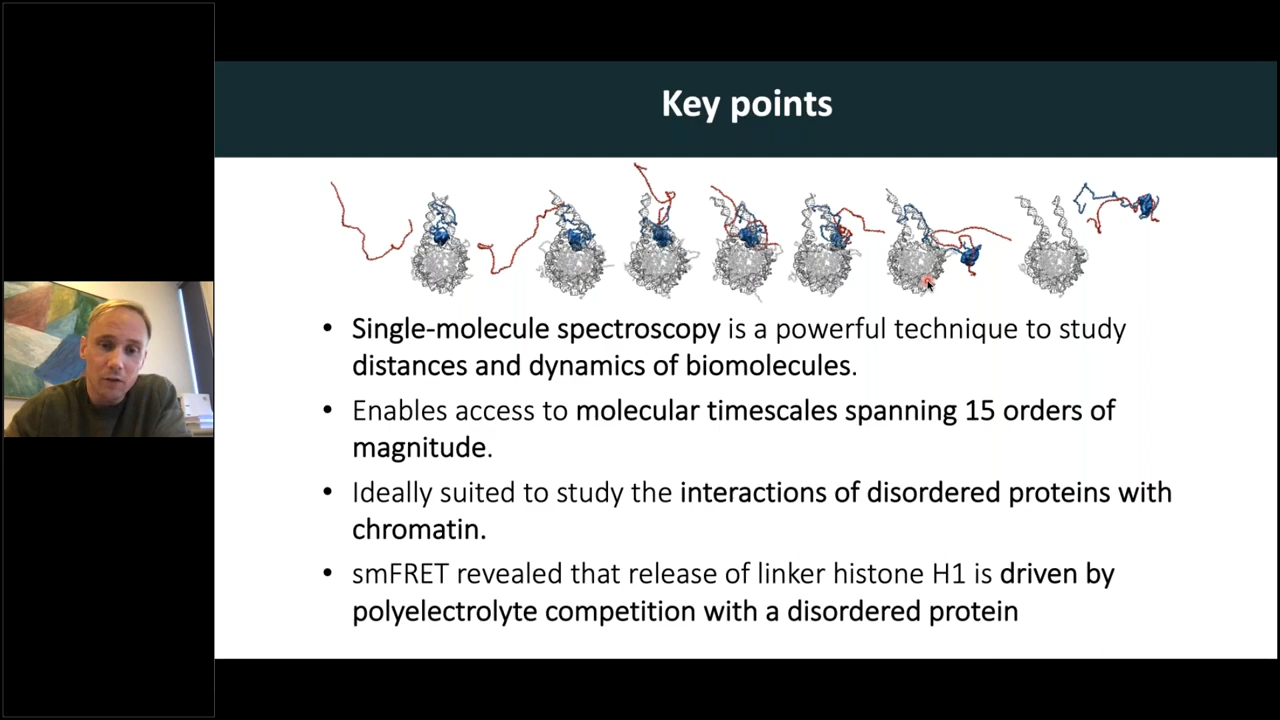 Key points
• Single-molecule spectroscopy is a powerful technique to study
distances and dynamics of biomolecules.
• Enables access to molecular timescales spanning 15 orders of
magnitude.
• Ideally suited to study the interactions of disordered proteins with
chromatin.
• smFRET revealed that release of linker histone H1 is driven by
polyelectrolyte competition with a disordered protein